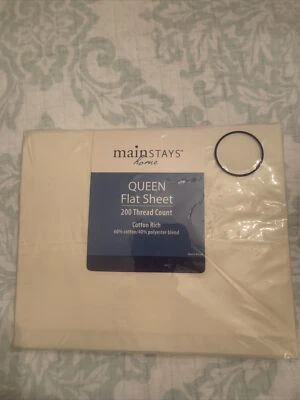 mainSTAYS®
home
QUEEN
Flat Sheet
200 Thread Count
Cotton Rich
60% cotton/40% polyester blend